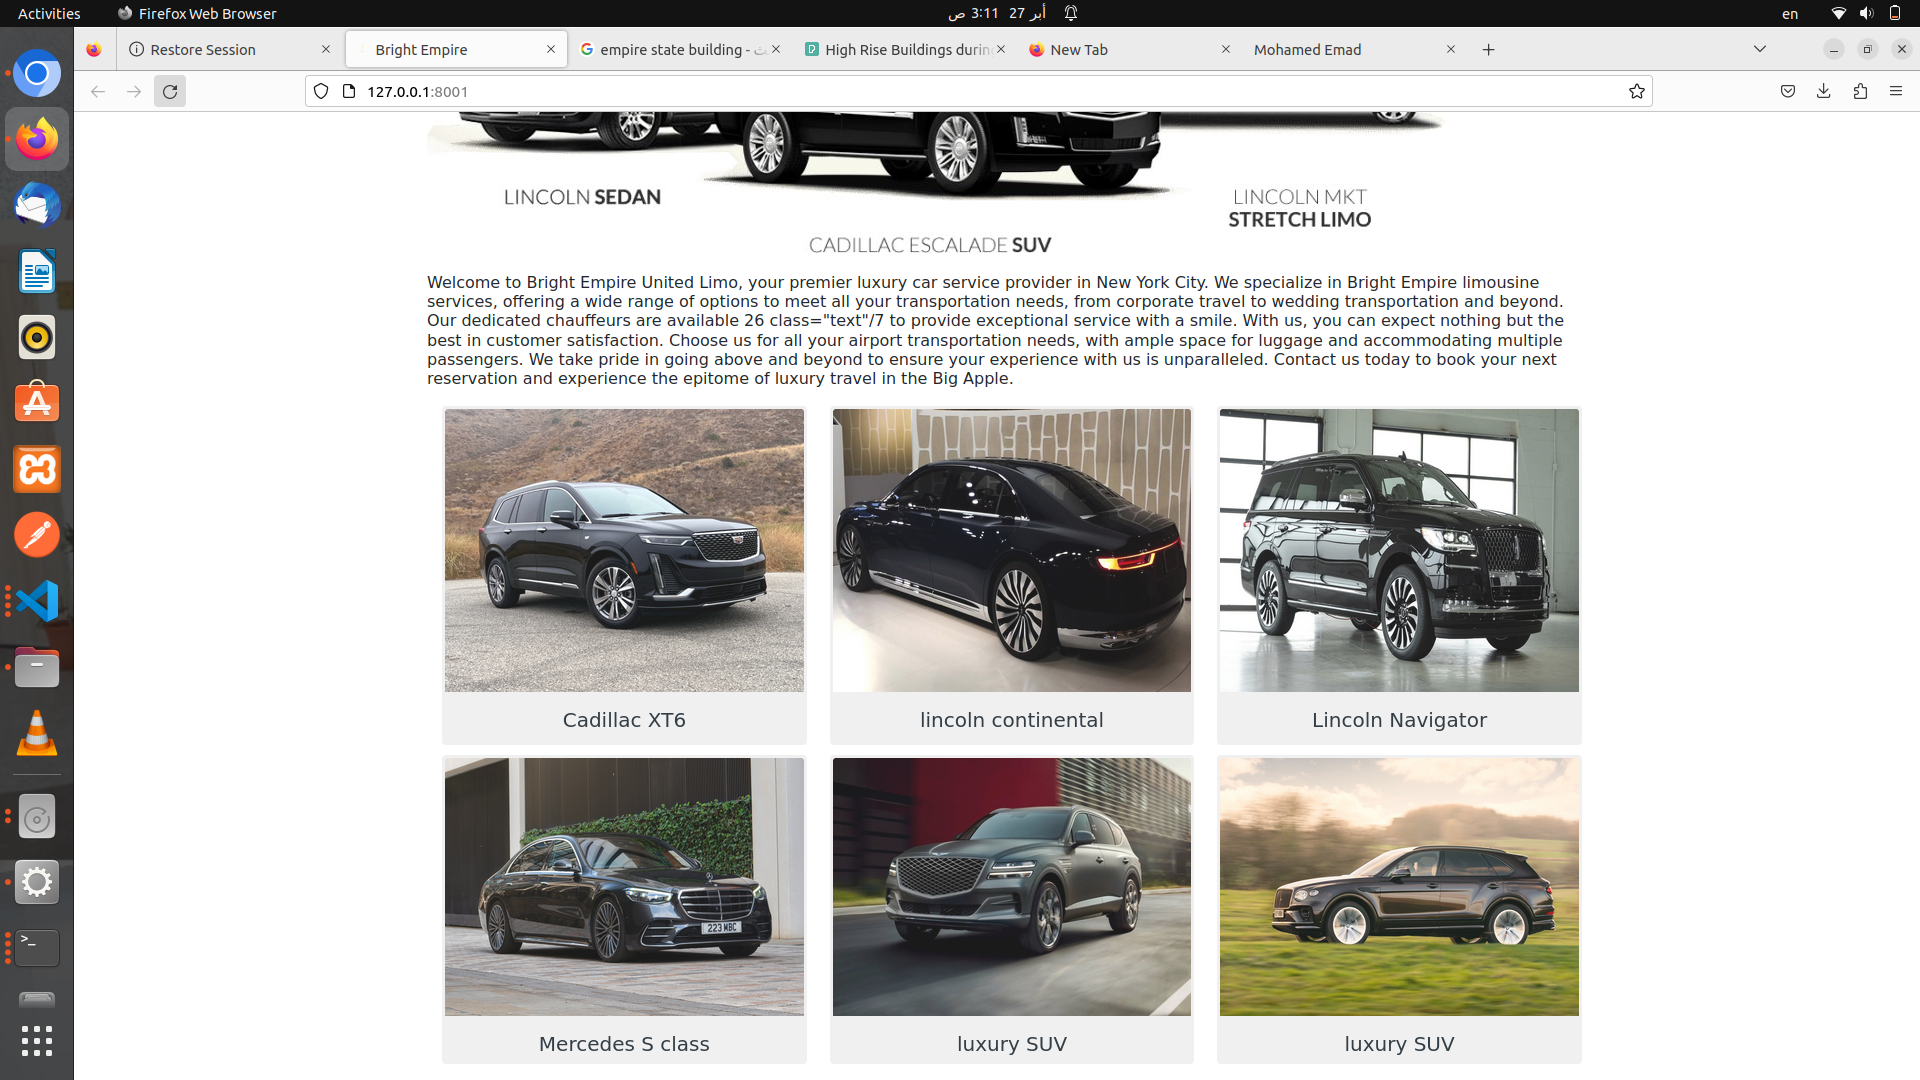 Activities
Firefox Web Browser
3:11 ص 27 أبر
en
Restore Session
Bright Empire
empire state building -
High Rise Buildings durin
New Tab
Mohamed Emad
127.0.0.1:8001
LINCOLN SEDAN
LINCOLN MKT
STRETCH LIMO
CADILLAC ESCALADE SUV
Welcome to Bright Empire United Limo, your premier luxury car service provider in New York City. We specialize in Bright Empire limousine
services, offering a wide range of options to meet all your transportation needs, from corporate travel to wedding transportation and beyond.
Our dedicated chauffeurs are available 26 class="text"/7 to provide exceptional service with a smile. With us, you can expect nothing but the
best in customer satisfaction. Choose us for all your airport transportation needs, with ample space for luggage and accommodating multiple
passengers. We take pride in going above and beyond to ensure your experience with us is unparalleled. Contact us today to book your next
reservation and experience the epitome of luxury travel in the Big Apple.
Cadillac XT6
lincoln continental
Lincoln Navigator
223 MBC
Mercedes S class
luxury SUV
luxury SUV